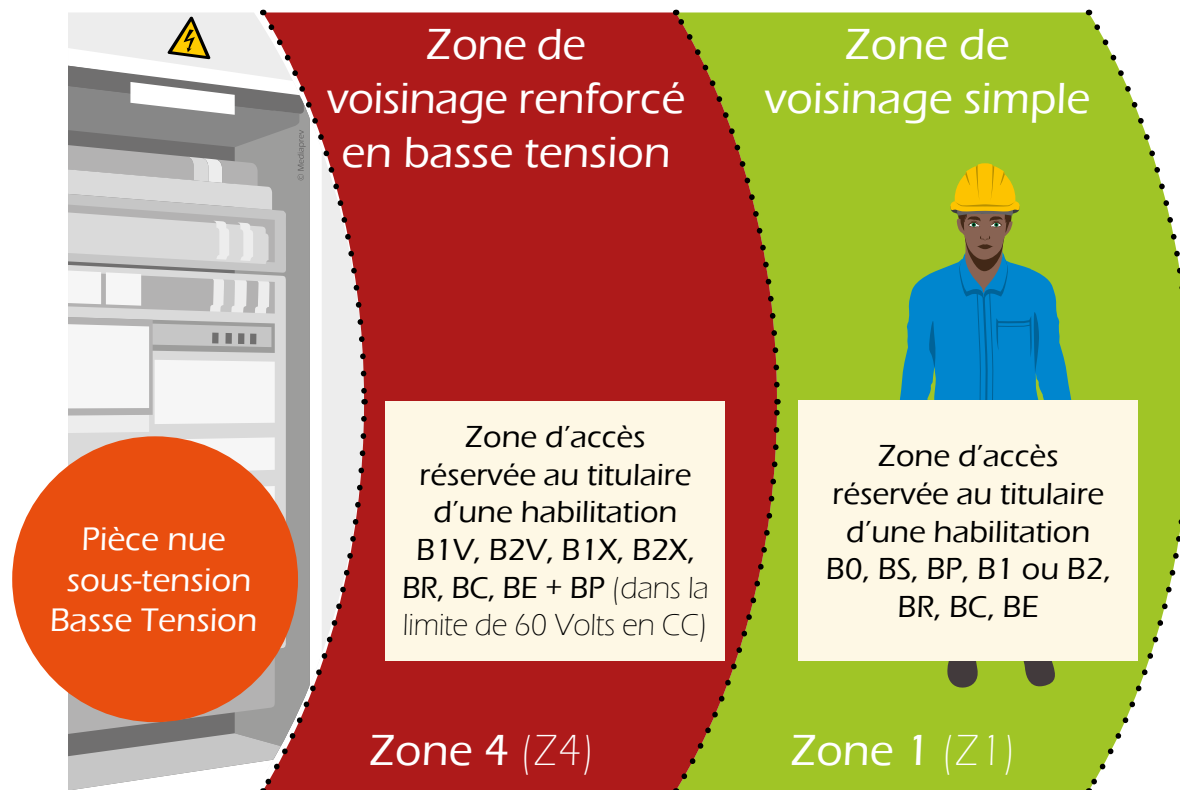 Zone de
voisinage renforcé
en basse tension
Zone de
voisinage simple
© Mediaprev
Zone d'accès
réservée au titulaire
d'une habilitation
B1V, B2V, B1X, B2X,
BR, BC, BE + BP (dans la
limite de 60 Volts en CC)
Zone d'accès
réservée au titulaire
d'une habilitation
B0, BS, BP, B1 ou B2,
BR, BC, BE
Pièce nue
sous-tension
Basse Tension
Zone 4 (Z4)
Zone 1 (Z1)